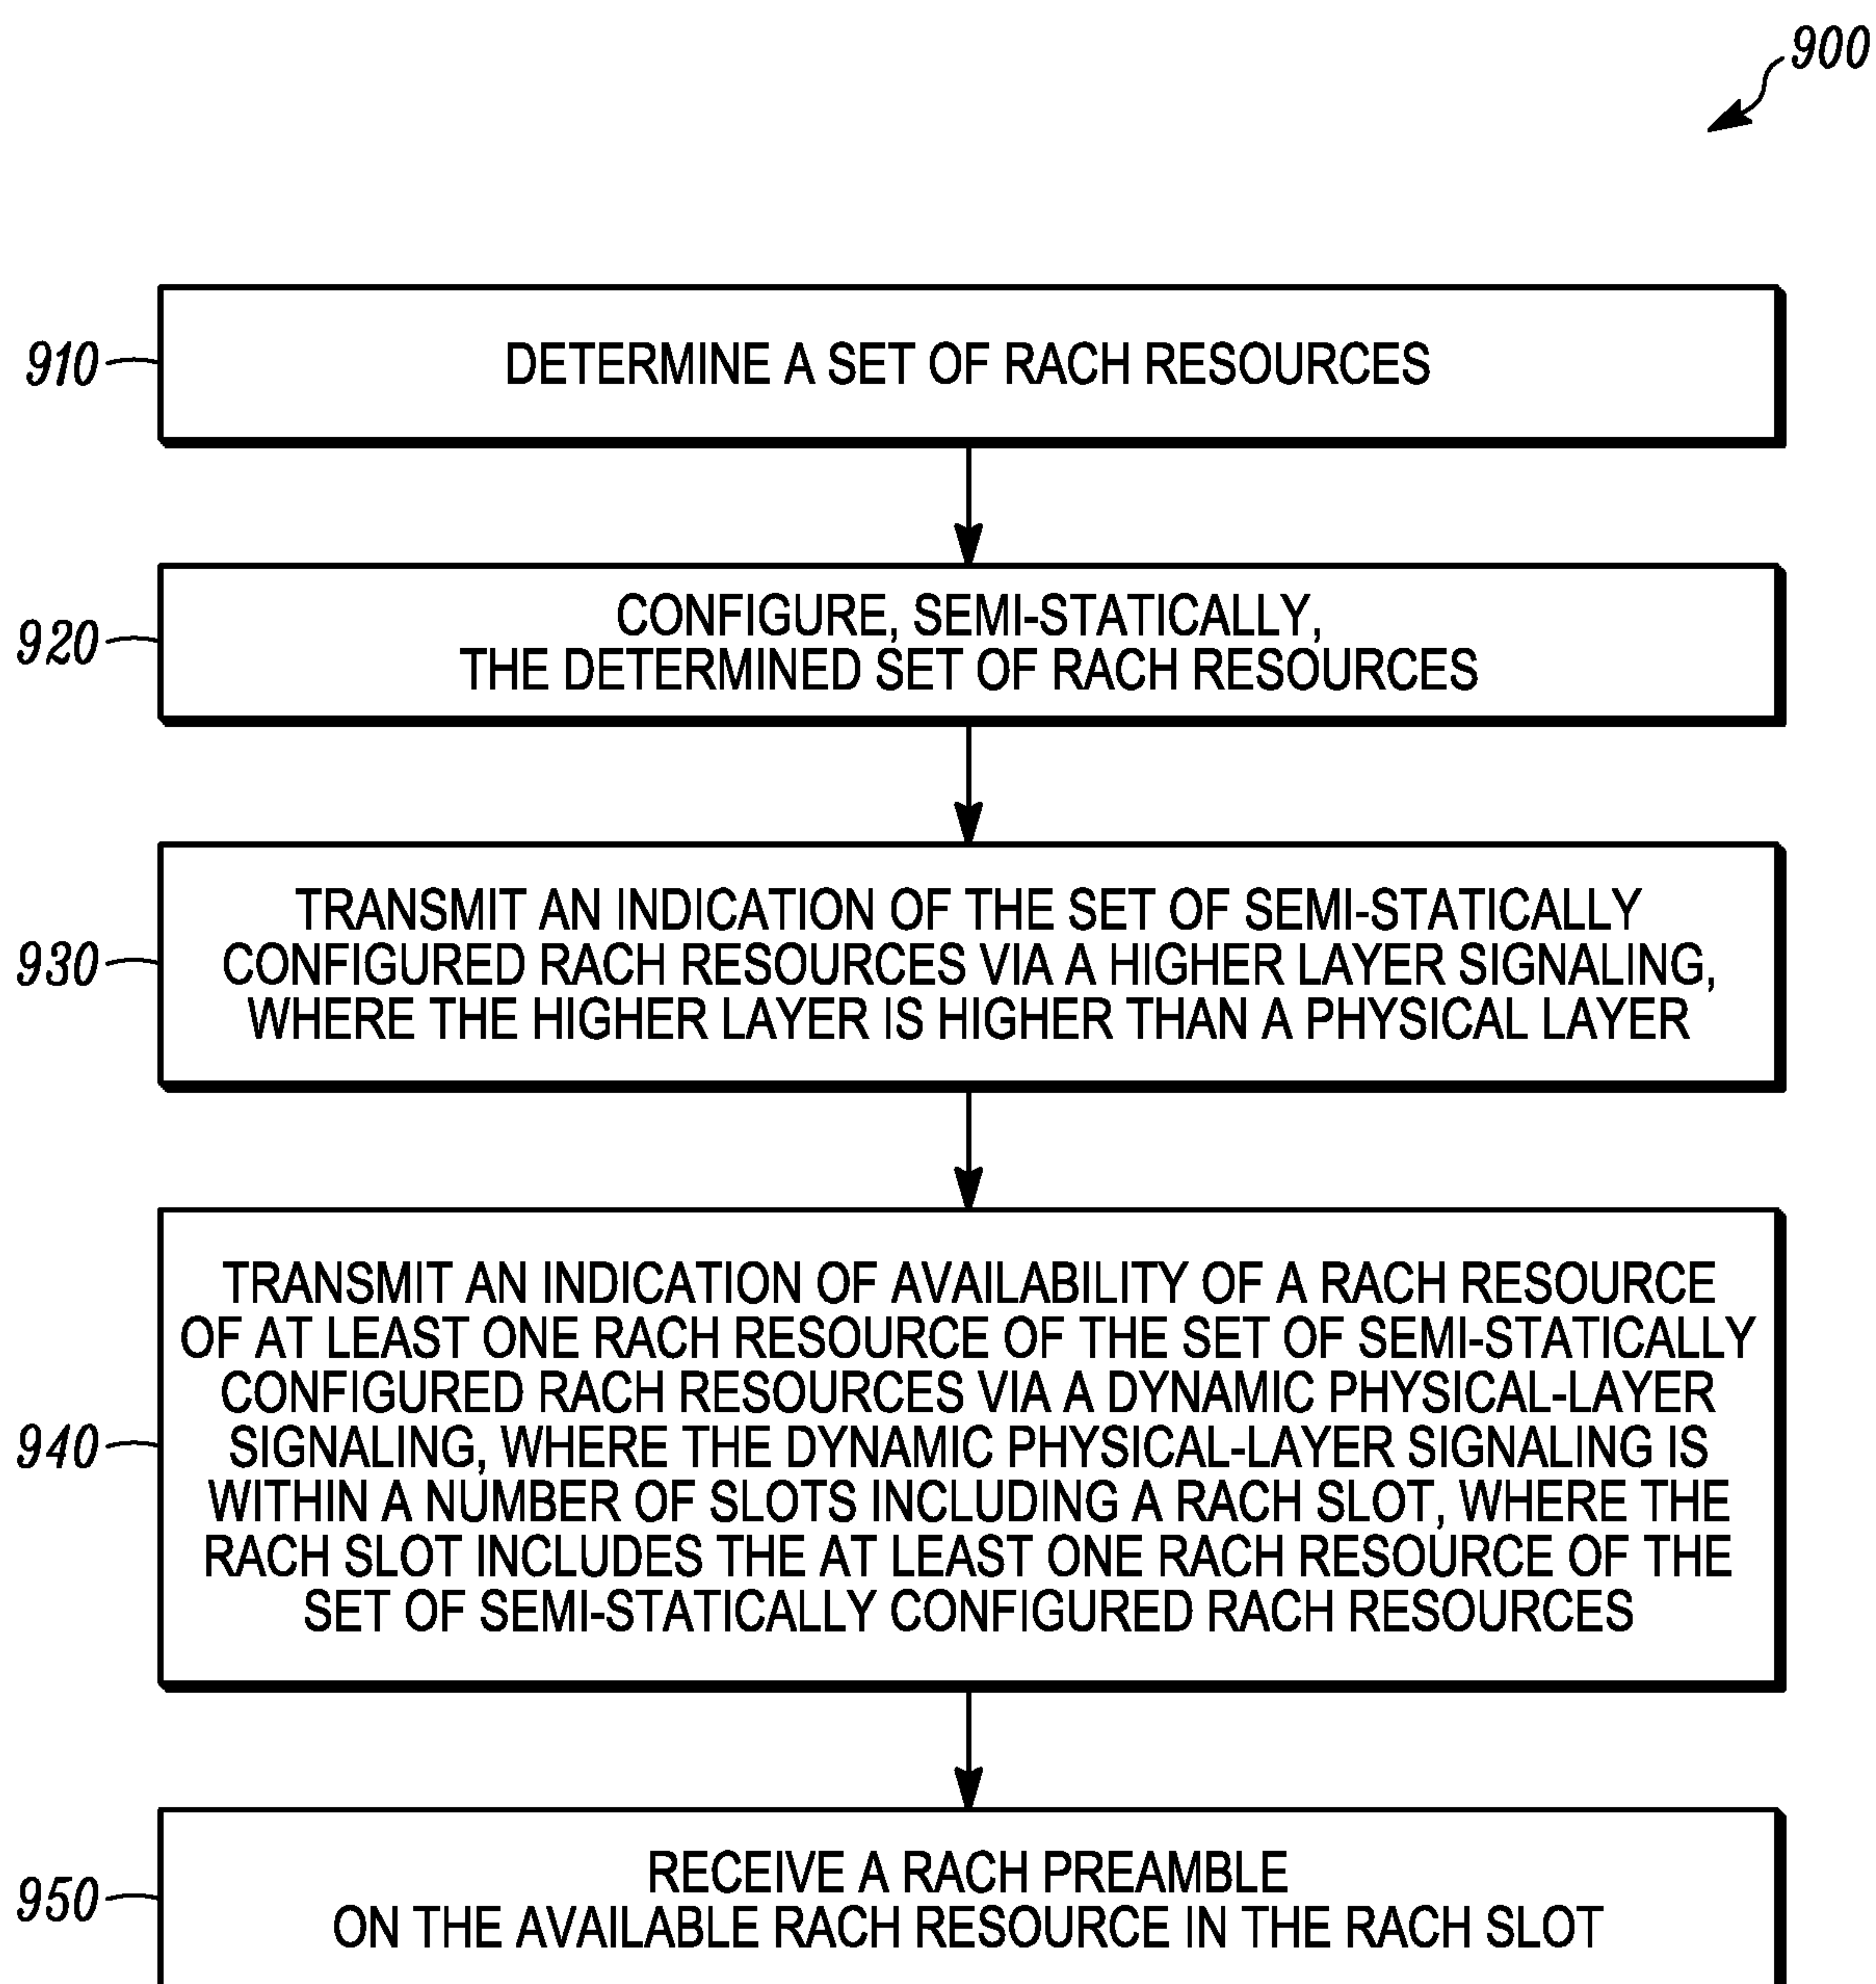 900
910
DETERMINE A SET OF RACH RESOURCES
920
CONFIGURE, SEMI-STATICALLY,
THE DETERMINED SET OF RACH RESOURCES
930
TRANSMIT AN INDICATION OF THE SET OF SEMI-STATICALLY
CONFIGURED RACH RESOURCES VIA A HIGHER LAYER SIGNALING,
WHERE THE HIGHER LAYER IS HIGHER THAN A PHYSICAL LAYER
940
TRANSMIT AN INDICATION OF AVAILABILITY OF A RACH RESOURCE
OF AT LEAST ONE RACH RESOURCE OF THE SET OF SEMI-STATICALLY
CONFIGURED RACH RESOURCES VIA A DYNAMIC PHYSICAL-LAYER
SIGNALING, WHERE THE DYNAMIC PHYSICAL-LAYER SIGNALING IS
WITHIN A NUMBER OF SLOTS INCLUDING A RACH SLOT, WHERE THE
RACH SLOT INCLUDES THE AT LEAST ONE RACH RESOURCE OF THE
SET OF SEMI-STATICALLY CONFIGURED RACH RESOURCES
950
RECEIVE A RACH PREAMBLE
ON THE AVAILABLE RACH RESOURCE IN THE RACH SLOT